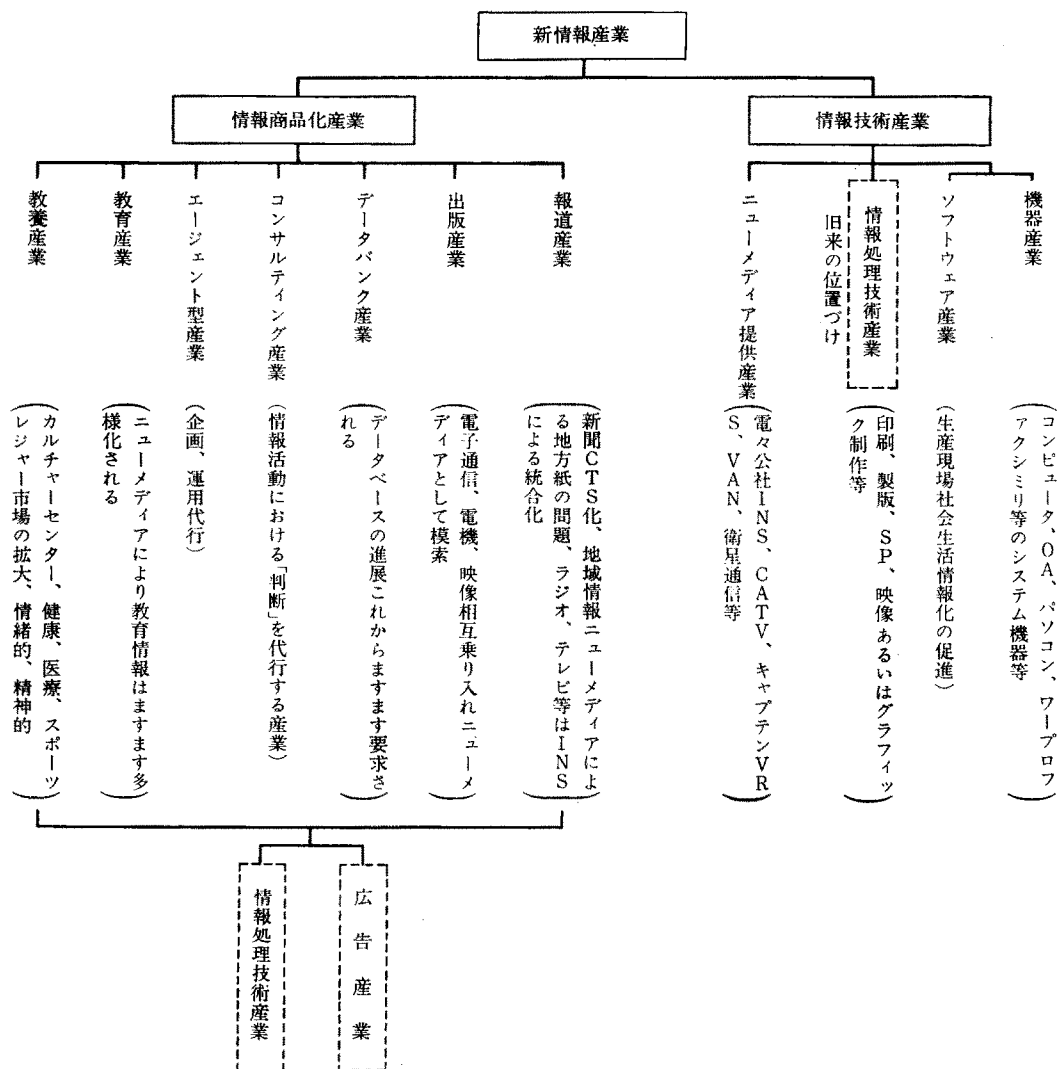 新情報産業
情報技術産業
情報商品化産業
機器産業
コンピュータ、OA、パソコン、ワープロフ
ァクシミリ等のシステム機器等
ソフトウェア産業
(生産現場社会生活情報化の促進)
情報処理技術産業
旧来の位置づけ
印刷、製版、SP、映像あるいはグラフィッ
ク制作等
ニューメディア提供産業
電々公社INS、CATV、キャプテンVR
S、VAN、衛星通信等
報道産業
新聞CTS化、地域情報ニューメディアによ
る地方紙の問題、ラジオ、テレビ等はINS
による統合化
出版産業
電子通信、電機、映像相互乗り入れニューメ
ディアとして模索
データバンク産業
データベースの進展これからますます要求さ
れる
コンサルティング産業
(情報活動における「判断」を代行する産業)
エージェント型産業
(企画、運用代行)
教育産業
ニューメディアにより教育情報はますます多
様化される
教養産業
カルチャーセンター、健康、医療、スポーツ
レジャー市場の拡大、情緒的、精神的
広告産業
情報処理技術産業